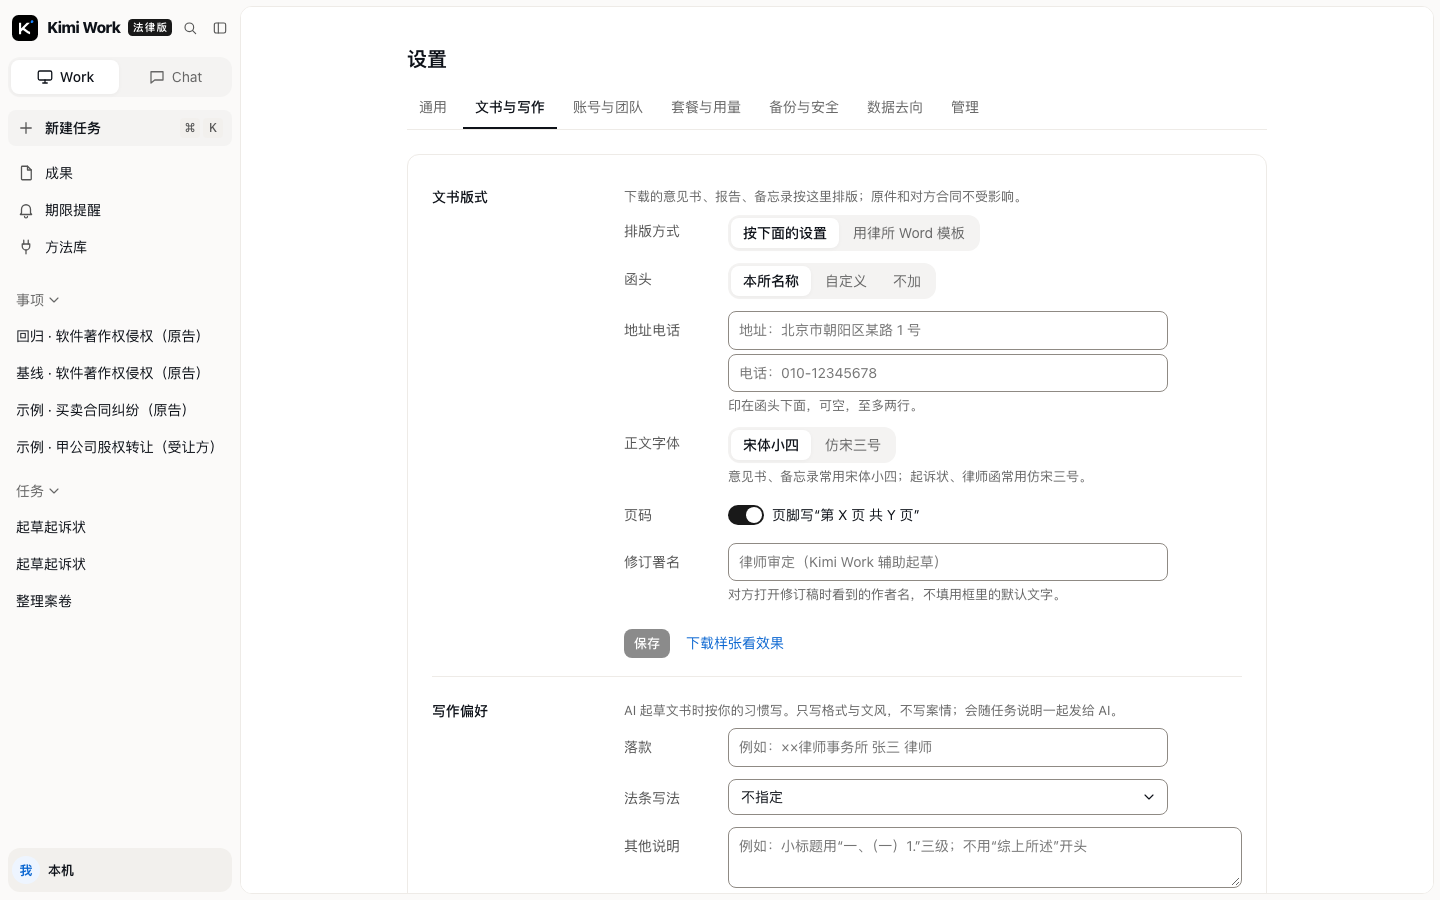 Kimi Work 法律版
Work
Chat
新建任务 ⌘ K
成果
期限提醒
方法库
事项
回归 · 软件著作权侵权（原告）
基线 · 软件著作权侵权（原告）
示例 · 买卖合同纠纷（原告）
示例 · 甲公司股权转让（受让方）
任务
起草起诉状
起草起诉状
整理案卷
我 本机
设置
通用 文书与写作 账号与团队 套餐与用量 备份与安全 数据去向 管理
文书版式
下载的意见书、报告、备忘录按这里排版；原件和对方合同不受影响。
排版方式 按下面的设置 用律所 Word 模板
函头 本所名称 自定义 不加
地址电话 地址：北京市朝阳区某路 1 号
电话：010-12345678
印在函头下面，可空，至多两行。
正文字体 宋体小四 仿宋三号
意见书、备忘录常用宋体小四；起诉状、律师函常用仿宋三号。
页码 页脚写“第 X 页 共 Y 页”
修订署名 律师审定（Kimi Work 辅助起草）
对方打开修订稿时看到的作者名，不填用框里的默认文字。
保存 下载样张看效果
写作偏好
AI 起草文书时按你的习惯写。只写格式与文风，不写案情；会随任务说明一起发给 AI。
落款 例如：××律师事务所 张三 律师
法条写法 不指定
其他说明 例如：小标题用“一、（一）1.”三级；不用“综上所述”开头